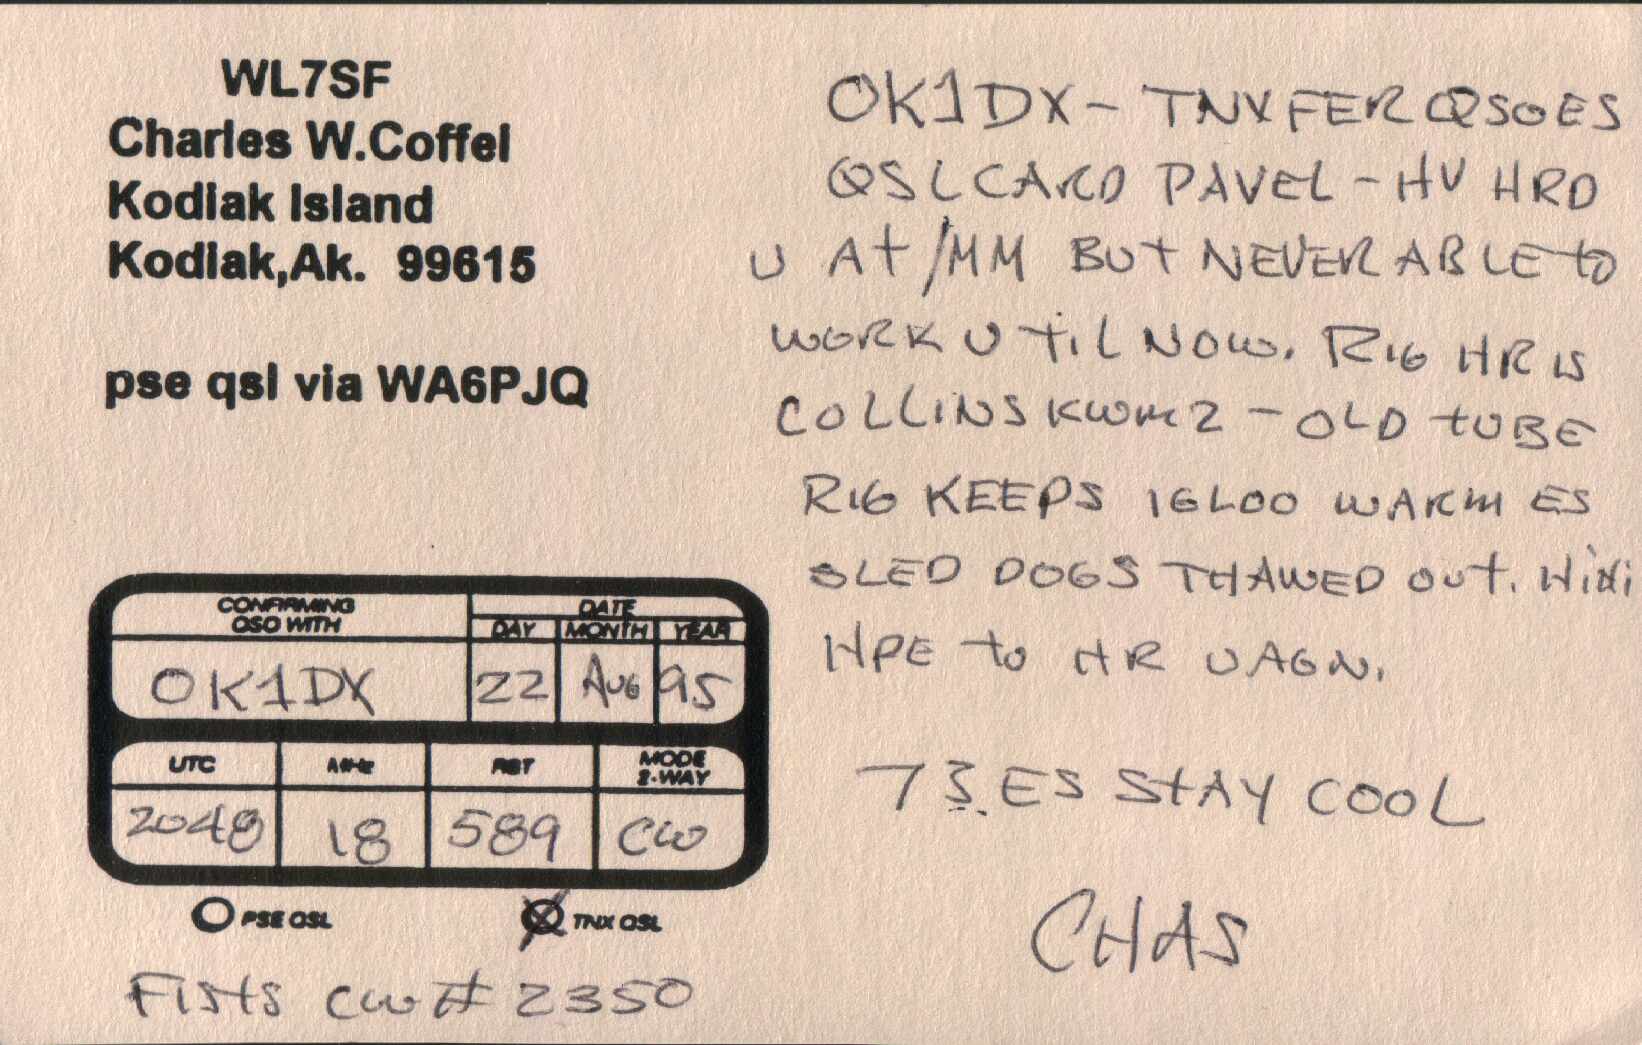 WL7SF
Charles W.Coffel
Kodiak Island
Kodiak,Ak. 99615
pse qsl via WA6PJQ
CONFIRMING
QSO WITH
DATE
DAY MONTH YEAR
OK1DX 22 AUG 95
UTC MHz RST MODE
2-WAY
2048 18 589 CW
PSE QSL TNX QSL
FISTS CW # 2350
OK1DX - TNX FER QSO ES
QSL CARD PAVEL - HV HRD
U At /MM BUt NEVER ABLE to
WORK U TiL NOW. RIG HR IS
COLLiNS KWM2 - OLD tUBE
RIG KEEPS IGLOO WARM ES
SLED DOGS THAWED OUt. HiHi
HPE to HR U AGN.
73. ES StAY COOL
CHAS